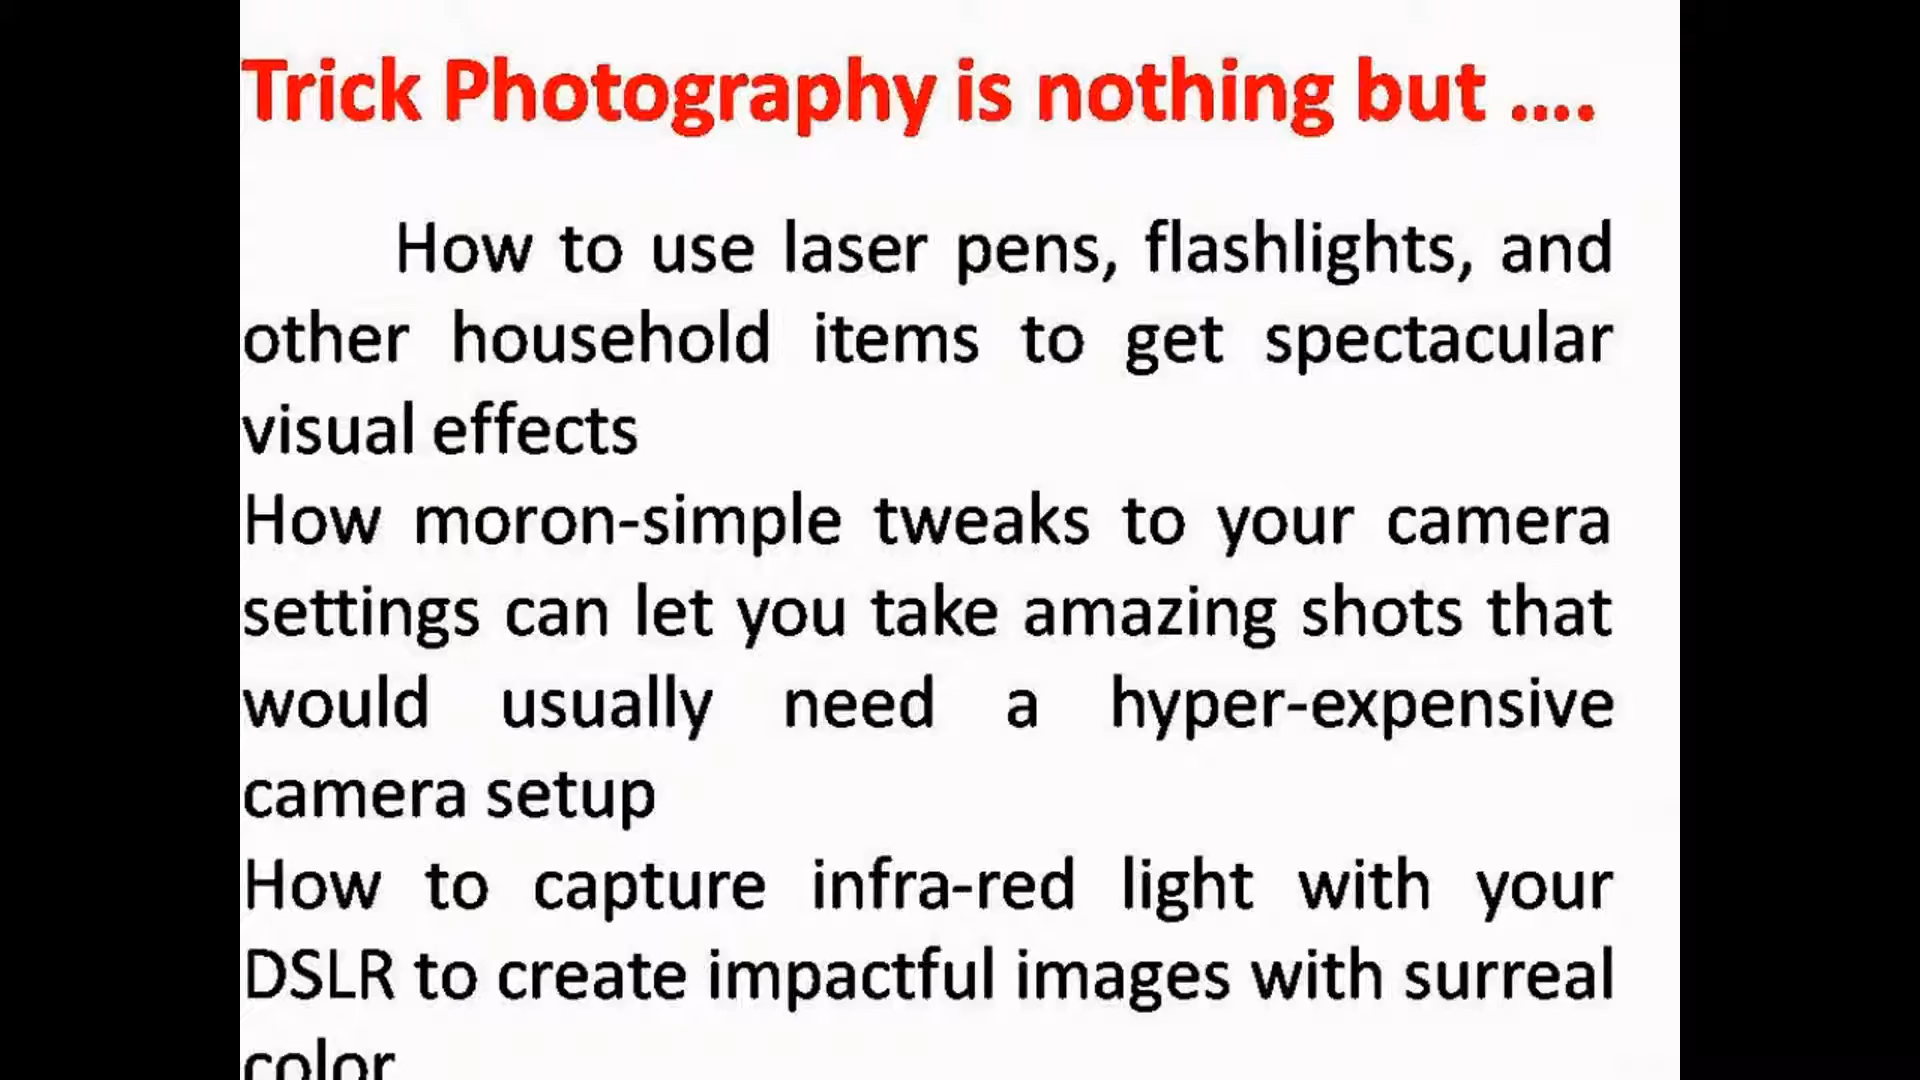 Trick Photography is nothing but ....
How to use laser pens, flashlights, and
other household items to get spectacular
visual effects
How moron-simple tweaks to your camera
settings can let you take amazing shots that
would usually need a hyper-expensive
camera setup
How to capture infra-red light with your
DSLR to create impactful images with surreal
color